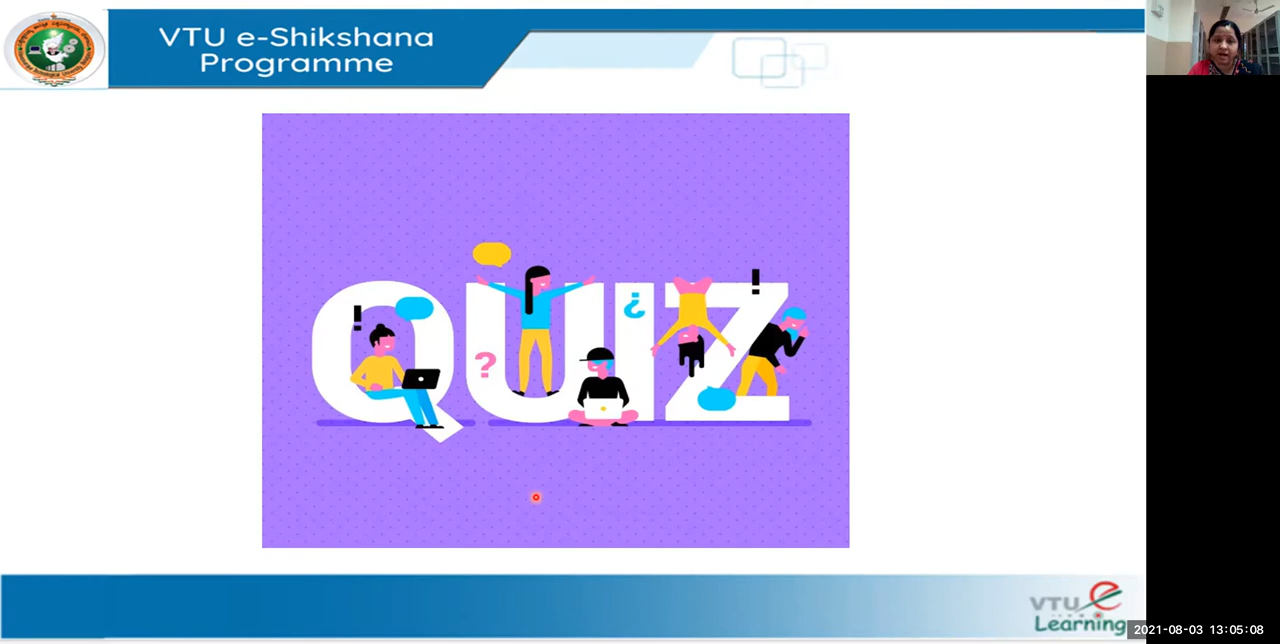 VTU e-Shikshana
Programme
QUIZ
!
?
¿
!
VTU e
Learning
2021-08-03 13:05:08